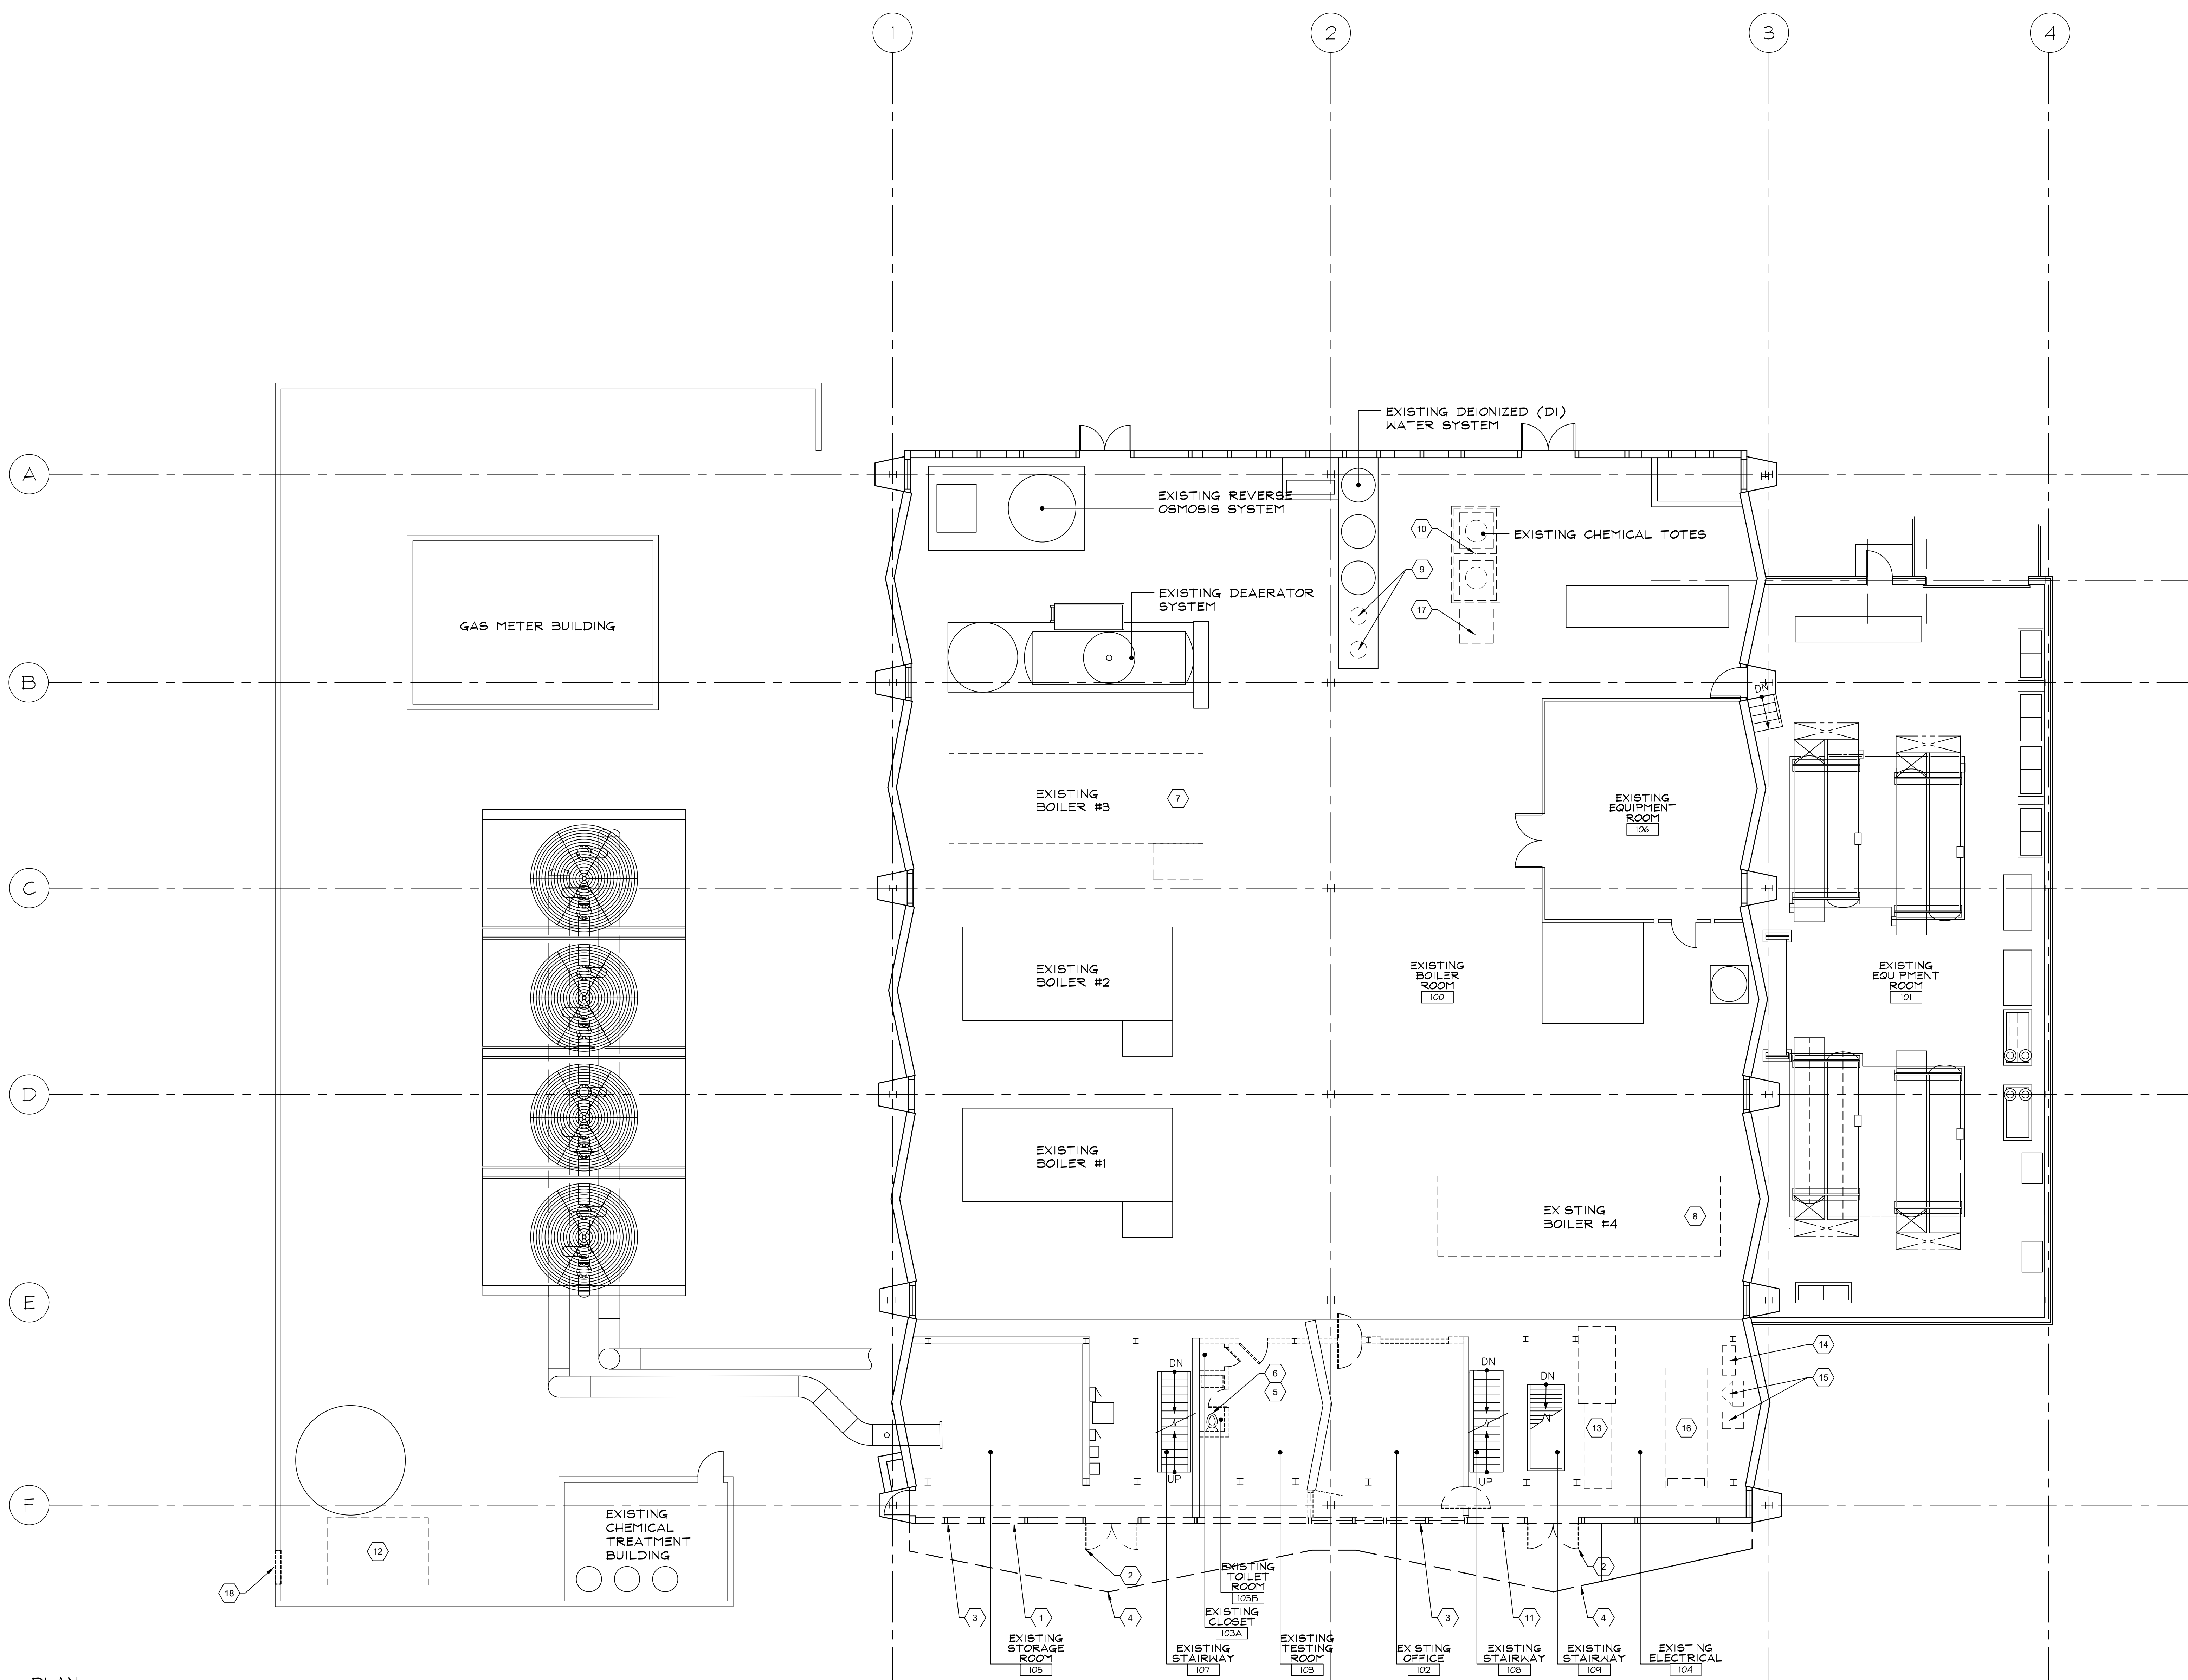 1
2
3
4
EXISTING DEIONIZED (DI)
WATER SYSTEM
A
EXISTING REVERSE
OSMOSIS SYSTEM
10
EXISTING CHEMICAL TOTES
9
EXISTING DEAERATOR
SYSTEM
17
GAS METER BUILDING
B
DN
EXISTING
BOILER #3
7
EXISTING
EQUIPMENT
ROOM
106
C
EXISTING
BOILER #2
EXISTING
BOILER
ROOM
100
EXISTING
EQUIPMENT
ROOM
101
D
EXISTING
BOILER #1
EXISTING
BOILER #4
8
E
14
DN
DN
DN
6
5
15
13
16
UP
UP
F
EXISTING
CHEMICAL
TREATMENT
BUILDING
12
18
2
2
EXISTING
TOILET
ROOM
103B
3
1
4
EXISTING
CLOSET
103A
3
11
4
EXISTING
STORAGE
ROOM
105
EXISTING
STAIRWAY
107
EXISTING
TESTING
ROOM
103
EXISTING
OFFICE
102
EXISTING
STAIRWAY
108
EXISTING
STAIRWAY
109
EXISTING
ELECTRICAL
104
PLAN